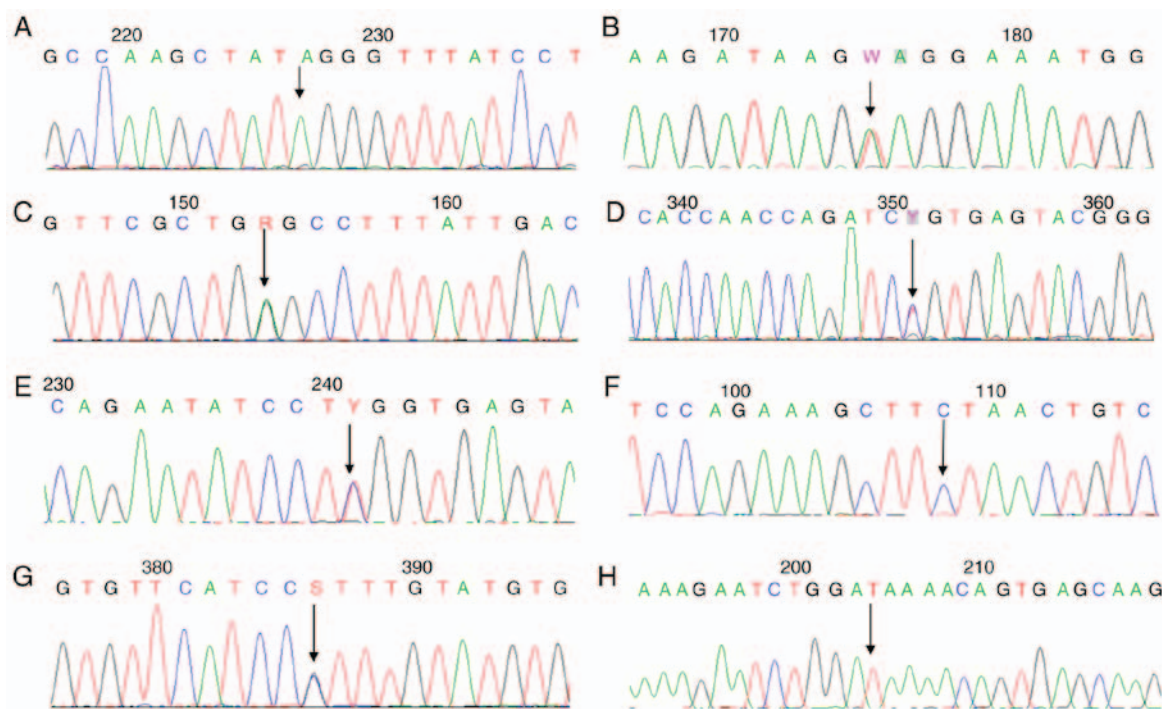 A 220 230
G C C A A G C T A T A G G G T T T A T C C T
B 170 180
A A G A T A A G W A G G A A A T G G
C 150 160
G T T C G C T G R G C C T T T A T T G A C
D 340 350 360
C A C C A A C C A G A T C Y G T G A G T A C G G G
E 230 240
C A G A A T A T C C T Y G G T G A G T A
F 100 110
T C C A G A A A G C T T C T A A C T G T C
G 380 390
G T G T T C A T C C S T T T G T A T G T G
H 200 210
A A A G A A T C T G G A T A A A A C A G T G A G C A A G